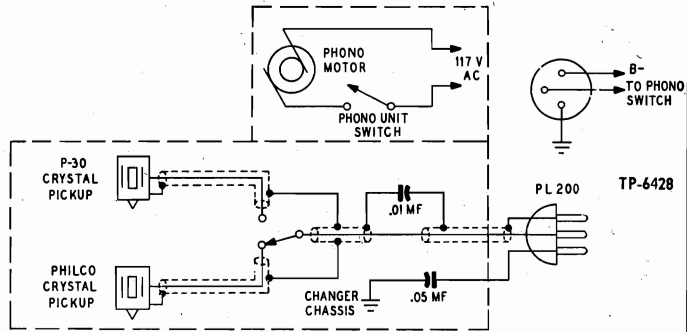 PHONO
MOTOR
117 V
AC
PHONO UNIT
SWITCH
B-
TO PHONO
SWITCH
P-30
CRYSTAL
PICKUP
.01 MF
PL 200
TP-6428
PHILCO
CRYSTAL
PICKUP
CHANGER
CHASSIS
.05 MF